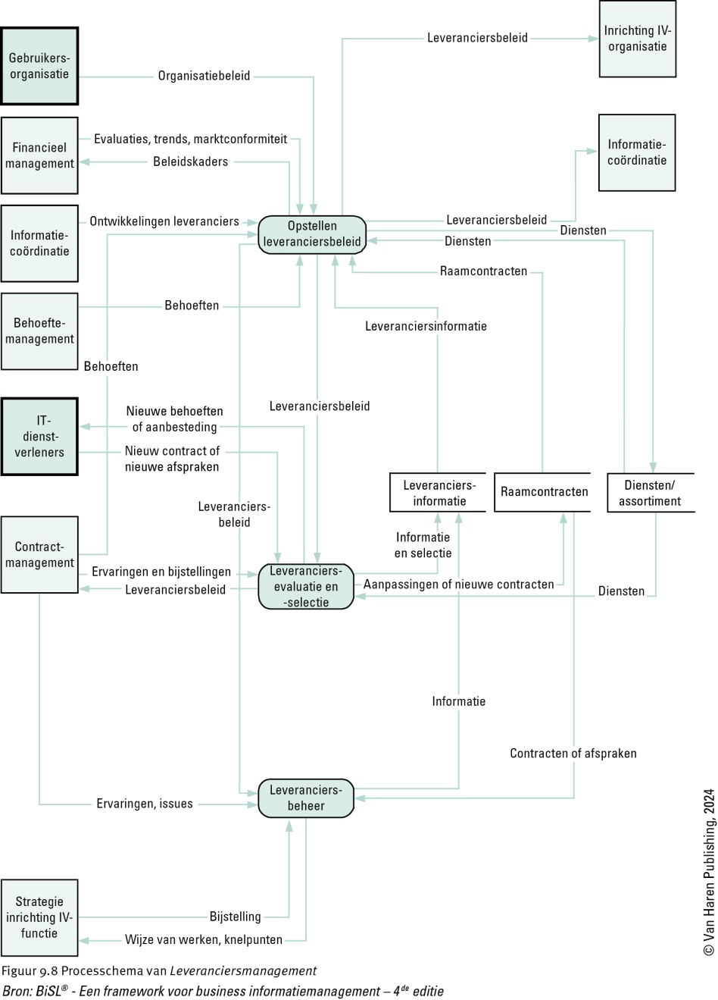 Leveranciersbeleid
Inrichting IV-
organisatie
Gebruikers-
organisatie
Organisatiebeleid
Financieel
management
Evaluaties, trends, marktconformiteit
Beleidskaders
Informatie-
coördinatie
Informatie-
coördinatie
Ontwikkelingen leveranciers
Opstellen
leveranciersbeleid
Leveranciersbeleid
Diensten
Diensten
Raamcontracten
Behoefte-
management
Behoeften
Leveranciersinformatie
Behoeften
Leveranciersbeleid
IT-
dienst-
verleners
Nieuwe behoeften
of aanbesteding
Nieuw contract of
nieuwe afspraken
Leveranciers-
beleid
Leveranciers-
informatie
Raamcontracten
Diensten/
assortiment
Contract-
management
Informatie
en selectie
Ervaringen en bijstellingen
Leveranciersbeleid
Leveranciers-
evaluatie en
-selectie
Aanpassingen of nieuwe contracten
Diensten
Informatie
Contracten of afspraken
Leveranciers-
beheer
Ervaringen, issues
Strategie
inrichting IV-
functie
Bijstelling
Wijze van werken, knelpunten
© Van Haren Publishing, 2024
Figuur 9.8 Processchema van Leveranciersmanagement
Bron: BiSL® - Een framework voor business informatiemanagement – 4de editie